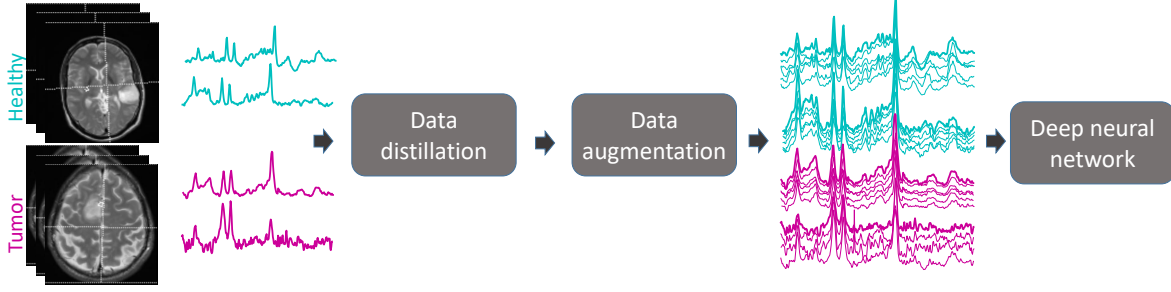 Healthy
Tumor
Data
distillation
Data
augmentation
Deep neural
network